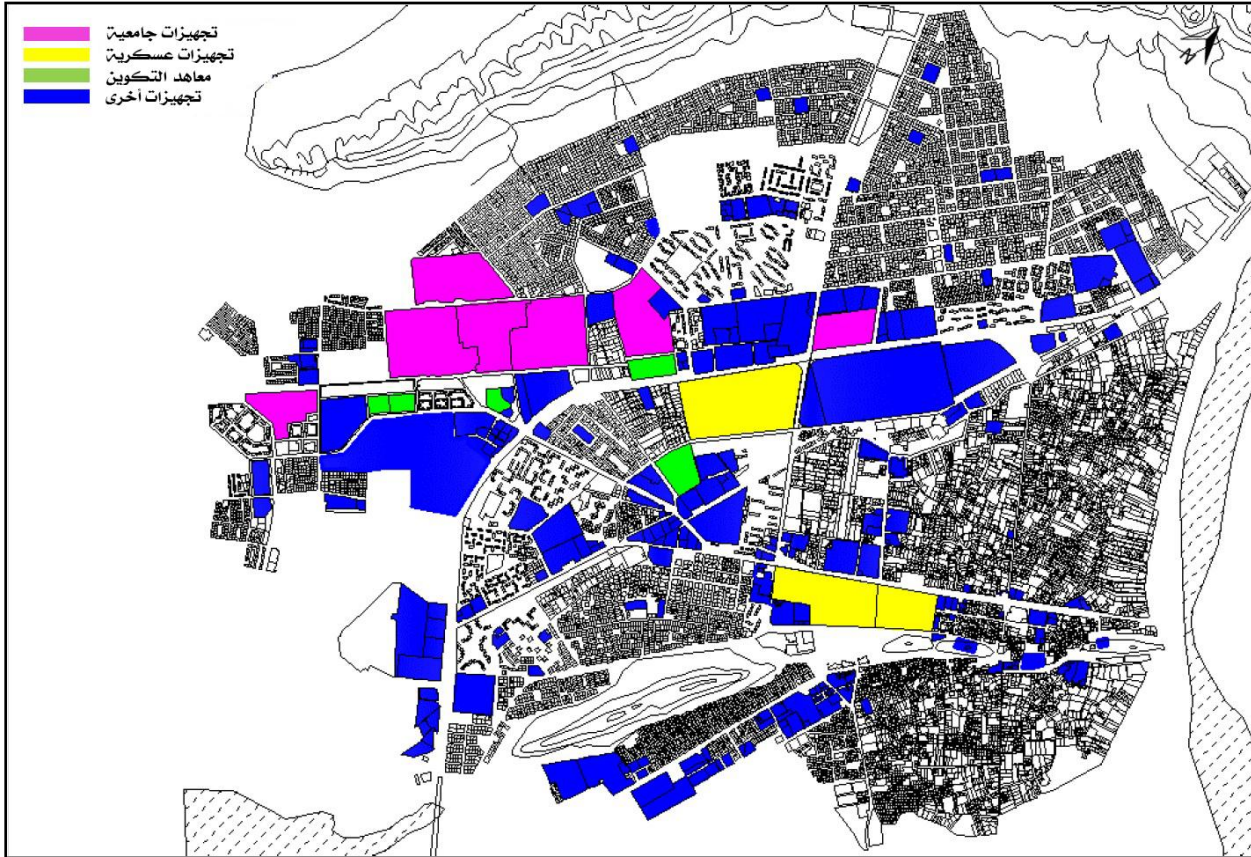 تجهيزات جامعية
تجهيزات عسكرية
معاهد التكوين
تجهيزات أخرى
N